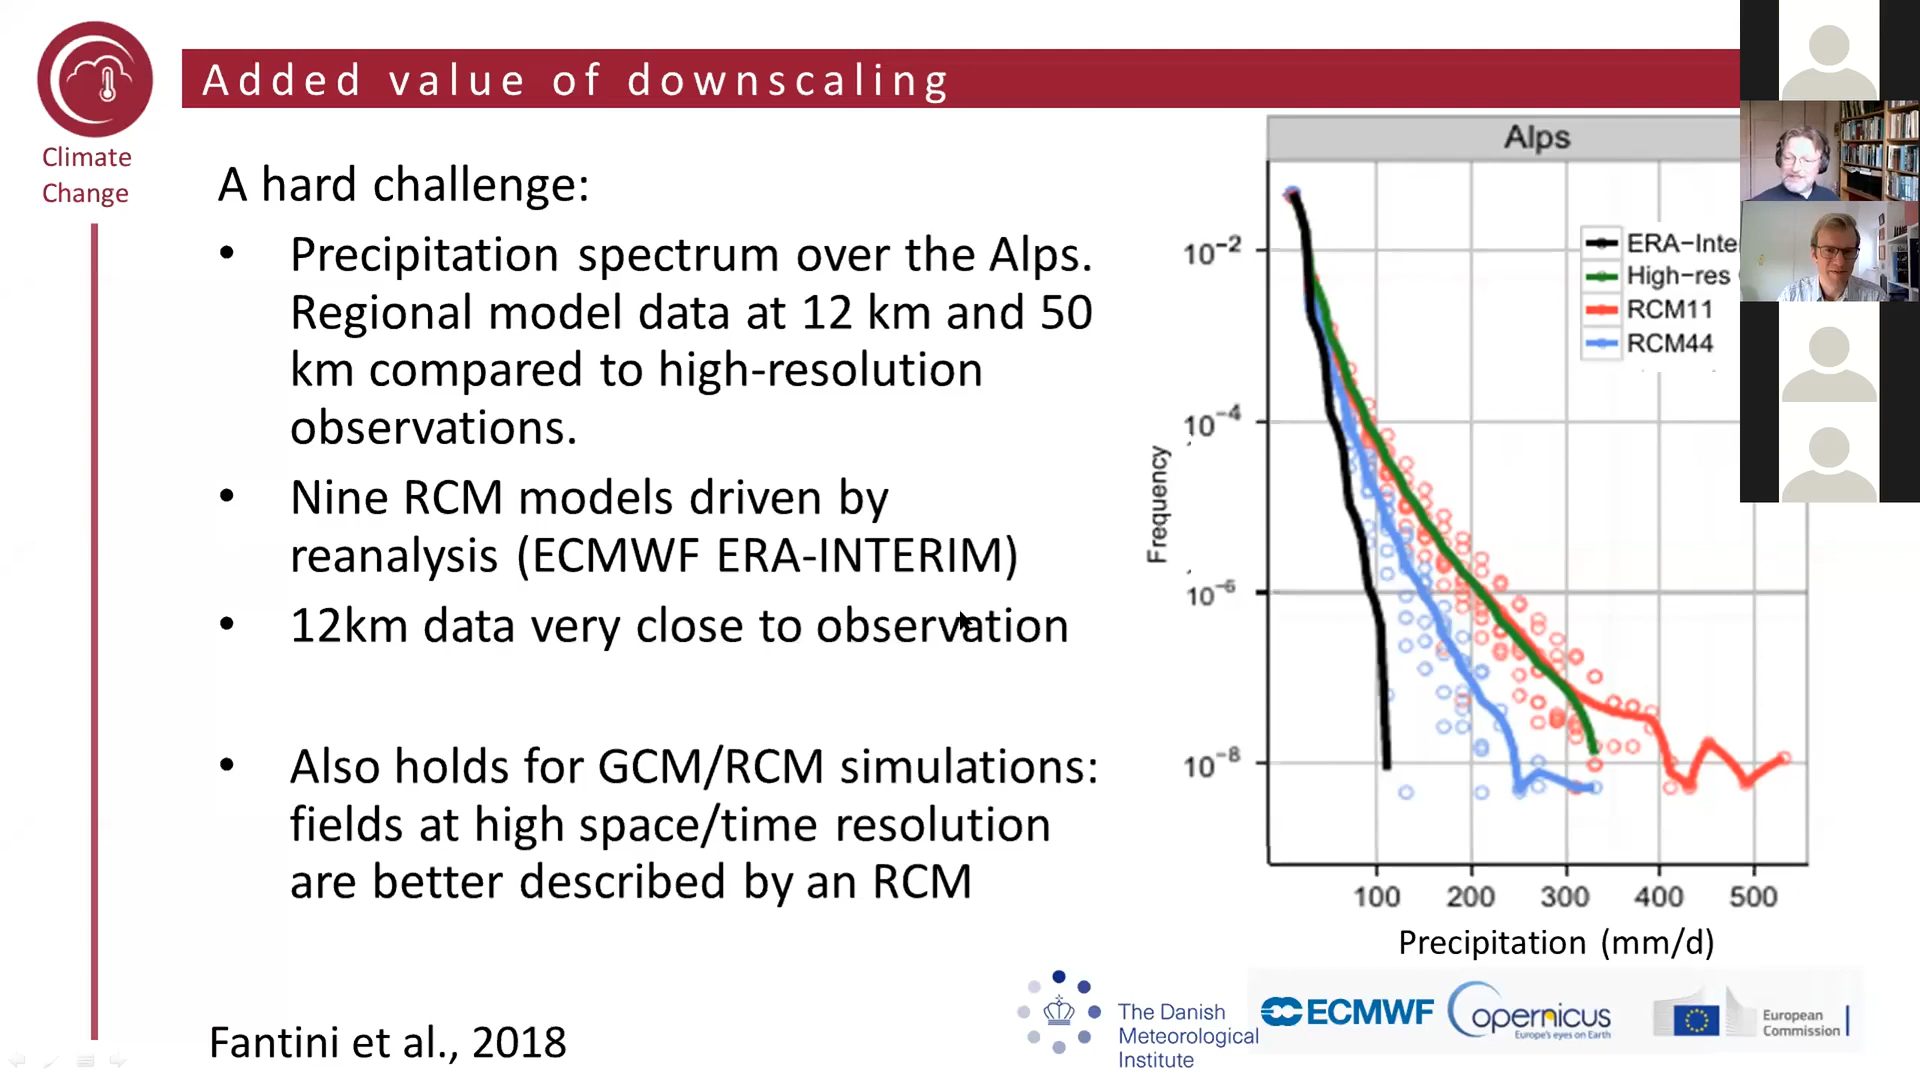 Added value of downscaling
Climate
Change
A hard challenge:
• Precipitation spectrum over the Alps.
Regional model data at 12 km and 50
km compared to high-resolution
observations.
• Nine RCM models driven by
reanalysis (ECMWF ERA-INTERIM)
• 12km data very close to observation
• Also holds for GCM/RCM simulations:
fields at high space/time resolution
are better described by an RCM
Fantini et al., 2018
Alps
ERA-Inte
High-res
RCM11
RCM44
Frequency
10-2
10-4
10-6
10-8
100 200 300 400 500
Precipitation (mm/d)
The Danish
Meteorological
Institute
ECMWF
opernicus
Europe's eyes on Earth
European
Commission